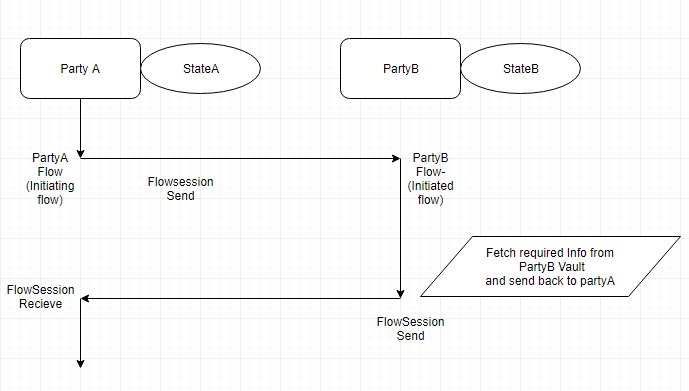 Party A
StateA
PartyB
StateB
PartyA
Flow
(Initiating
flow)
Flowsession
Send
PartyB
Flow-
(Initiated
flow)
Fetch required Info from
PartyB Vault
and send back to partyA
FlowSession
Recieve
FlowSession
Send